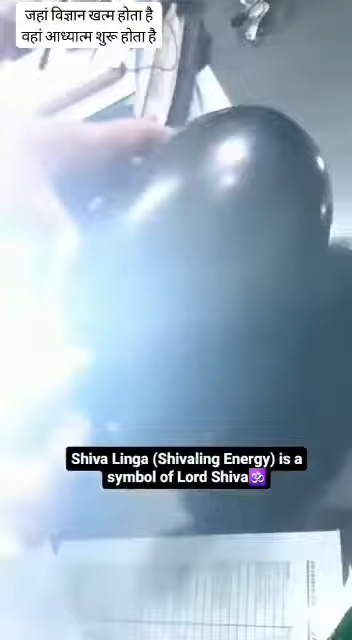 जहां विज्ञान खत्म होता है
वहां आध्यात्म शुरू होता है
Shiva Linga (Shivaling Energy) is a
symbol of Lord Shiva🕉